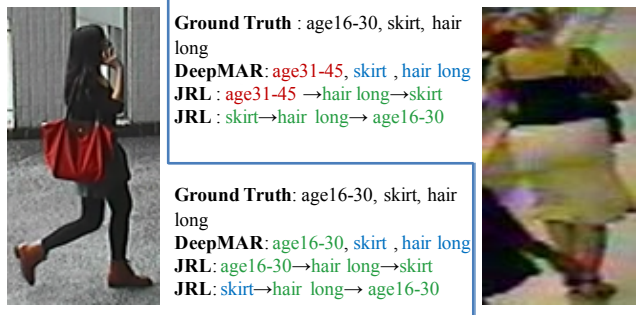 Ground Truth : age16-30, skirt, hair
long
DeepMAR: age31-45, skirt , hair long
JRL : age31-45 →hair long→skirt
JRL : skirt→hair long→ age16-30
Ground Truth: age16-30, skirt, hair
long
DeepMAR: age16-30, skirt , hair long
JRL: age16-30→hair long→skirt
JRL: skirt→hair long→ age16-30